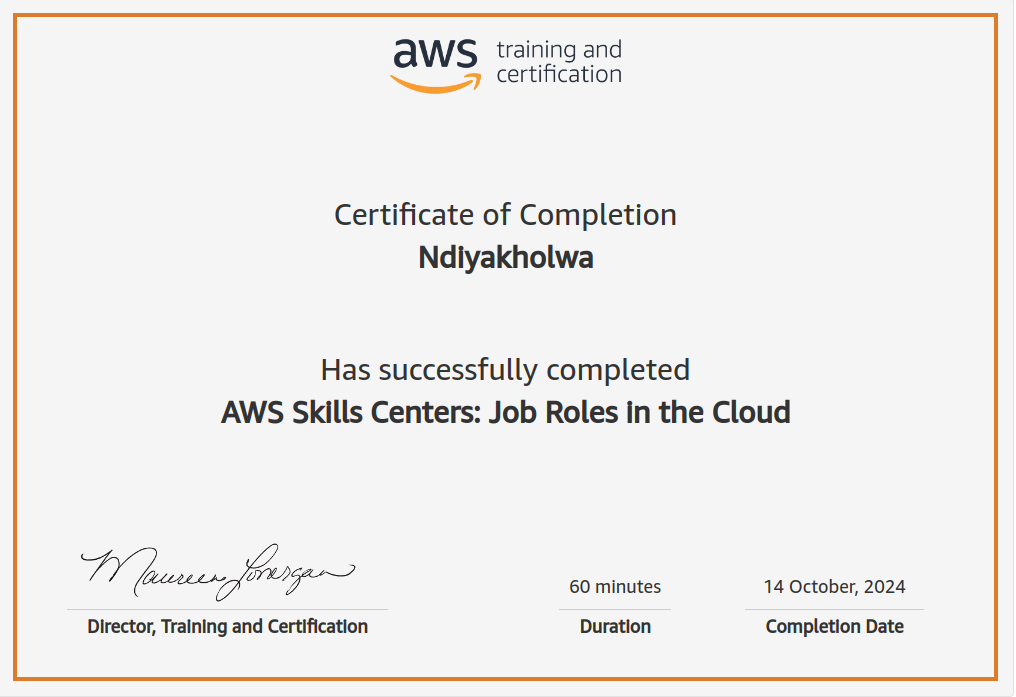 aws training and
certification
Certificate of Completion
Ndiyakholwa
Has successfully completed
AWS Skills Centers: Job Roles in the Cloud
Maureen Lonergan
60 minutes
14 October, 2024
Director, Training and Certification
Duration
Completion Date